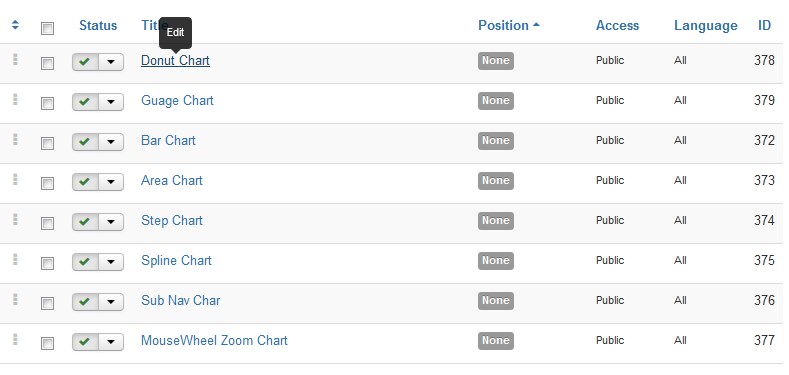 Status Title Position Access Language ID
Edit
Donut Chart None Public All 378
Guage Chart None Public All 379
Bar Chart None Public All 372
Area Chart None Public All 373
Step Chart None Public All 374
Spline Chart None Public All 375
Sub Nav Char None Public All 376
MouseWheel Zoom Chart None Public All 377